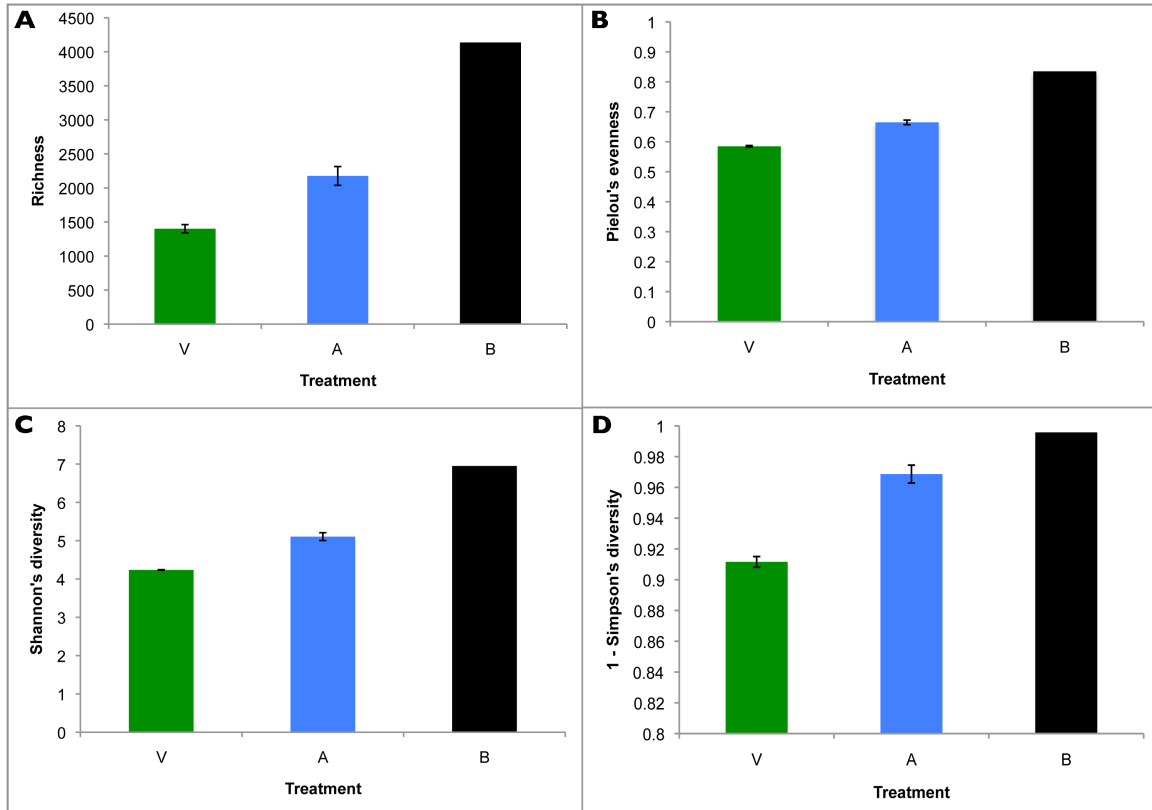 A
Richness
4500
4000
3500
3000
2500
2000
1500
1000
500
0
V A B
Treatment
B
Pielou's evenness
1
0.9
0.8
0.7
0.6
0.5
0.4
0.3
0.2
0.1
0
V A B
Treatment
C
Shannon's diversity
8
7
6
5
4
3
2
1
0
V A B
Treatment
D
1 - Simpson's diversity
1
0.98
0.96
0.94
0.92
0.9
0.88
0.86
0.84
0.82
0.8
V A B
Treatment